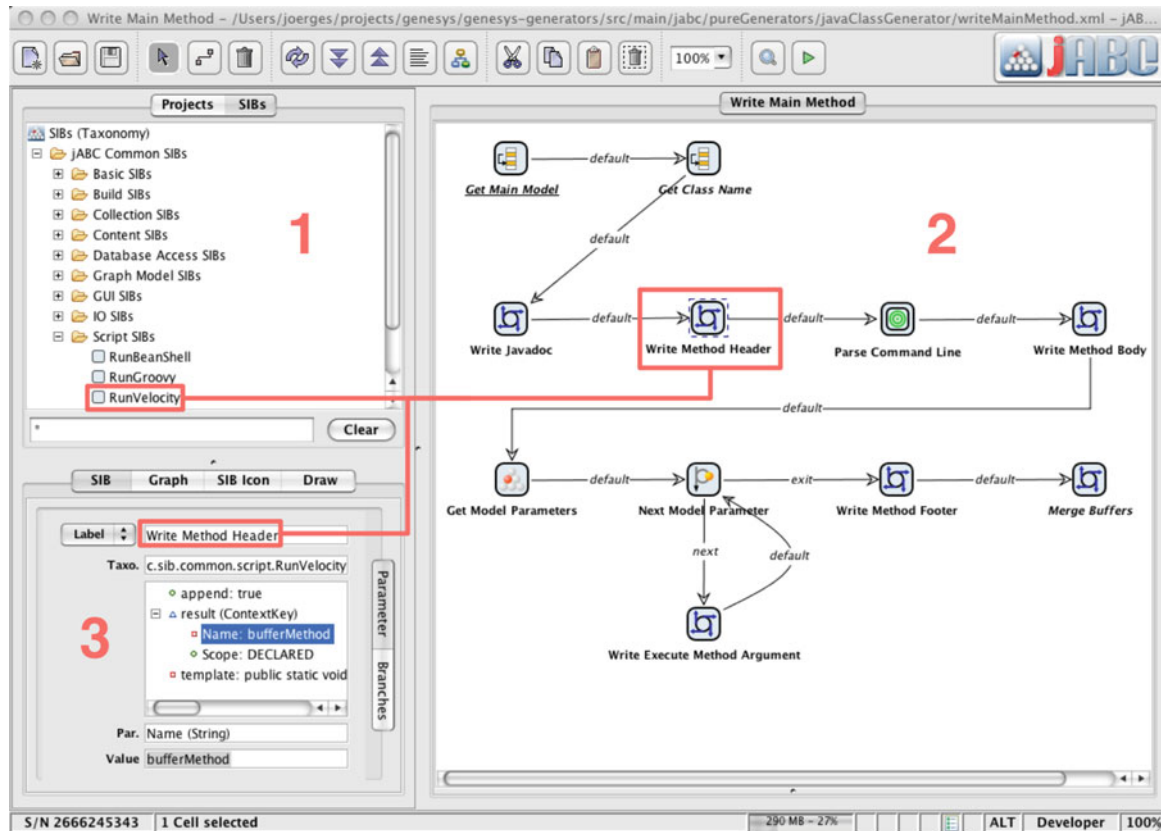 Write Main Method – /Users/joerges/projects/genesys/genesys-generators/src/main/jabc/pureGenerators/javaClassGenerator/writeMainMethod.xml – jAB...
100%
jABC
Projects SIBs
SIBs (Taxonomy)
jABC Common SIBs
Basic SIBs
Build SIBs
Collection SIBs
Content SIBs
Database Access SIBs
Graph Model SIBs
GUI SIBs
IO SIBs
Script SIBs
RunBeanShell
RunGroovy
RunVelocity
1
* Clear
SIB Graph SIB Icon Draw
Label Write Method Header
Taxo. c.sib.common.script.RunVelocity
append: true
result (ContextKey)
Name: bufferMethod
Scope: DECLARED
template: public static void
3
Parameter
Branches
Par. Name (String)
Value bufferMethod
Write Main Method
default
Get Main Model Get Class Name
2
default
default default default
Write Javadoc Write Method Header Parse Command Line Write Method Body
default
default exit default
Get Model Parameters Next Model Parameter Write Method Footer Merge Buffers
next default
Write Execute Method Argument
S/N 2666245343 1 Cell selected 290 MB – 27% ALT Developer 100%